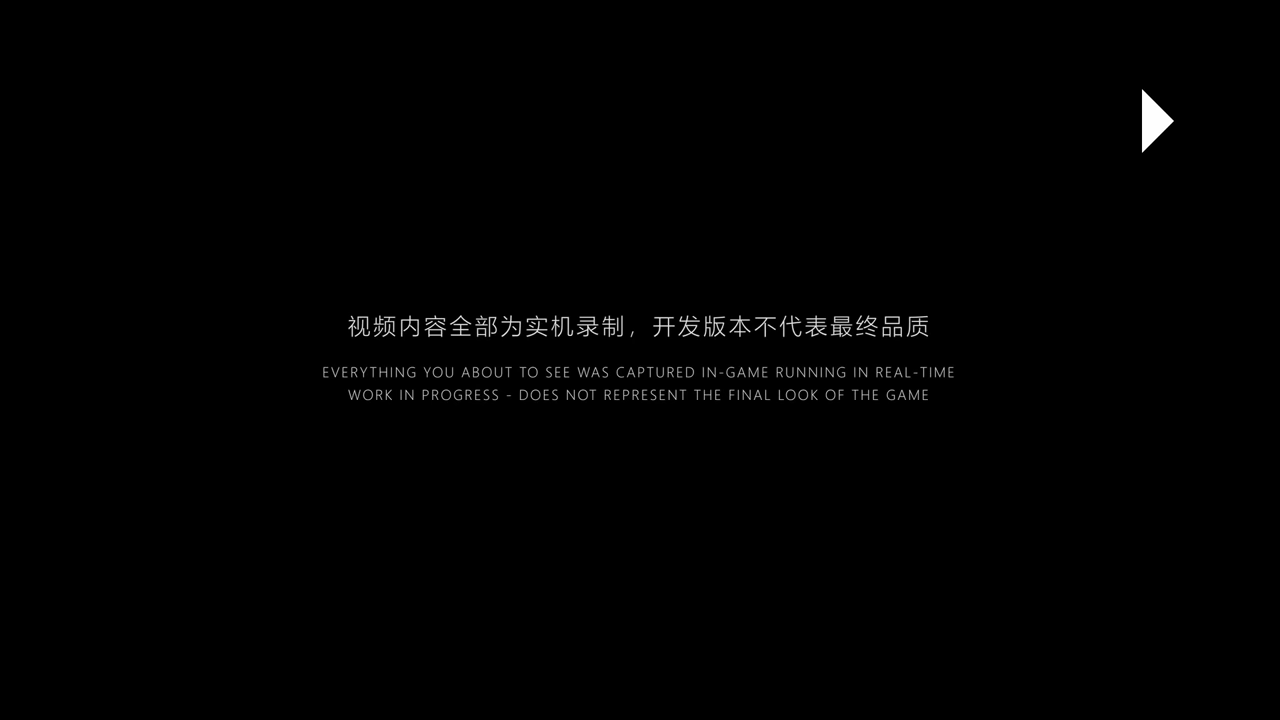 视频内容全部为实机录制，开发版本不代表最终品质
EVERYTHING YOU ABOUT TO SEE WAS CAPTURED IN-GAME RUNNING IN REAL-TIME
WORK IN PROGRESS - DOES NOT REPRESENT THE FINAL LOOK OF THE GAME